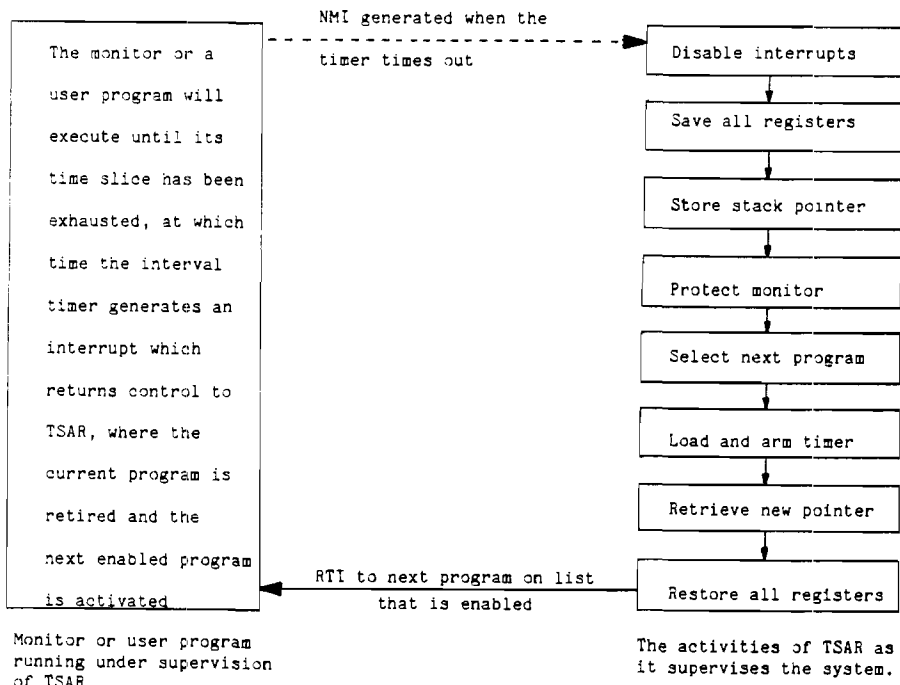 NMI generated when the
timer times out
The monitor or a
user program will
execute until its
time slice has been
exhausted, at which
time the interval
timer generates an
interrupt which
returns control to
TSAR, where the
current program is
retired and the
next enabled program
is activated
Disable interrupts
Save all registers
Store stack pointer
Protect monitor
Select next program
Load and arm timer
Retrieve new pointer
Restore all registers
RTI to next program on list
that is enabled
Monitor or user program
running under supervision
of TSAR
The activities of TSAR as
it supervises the system.